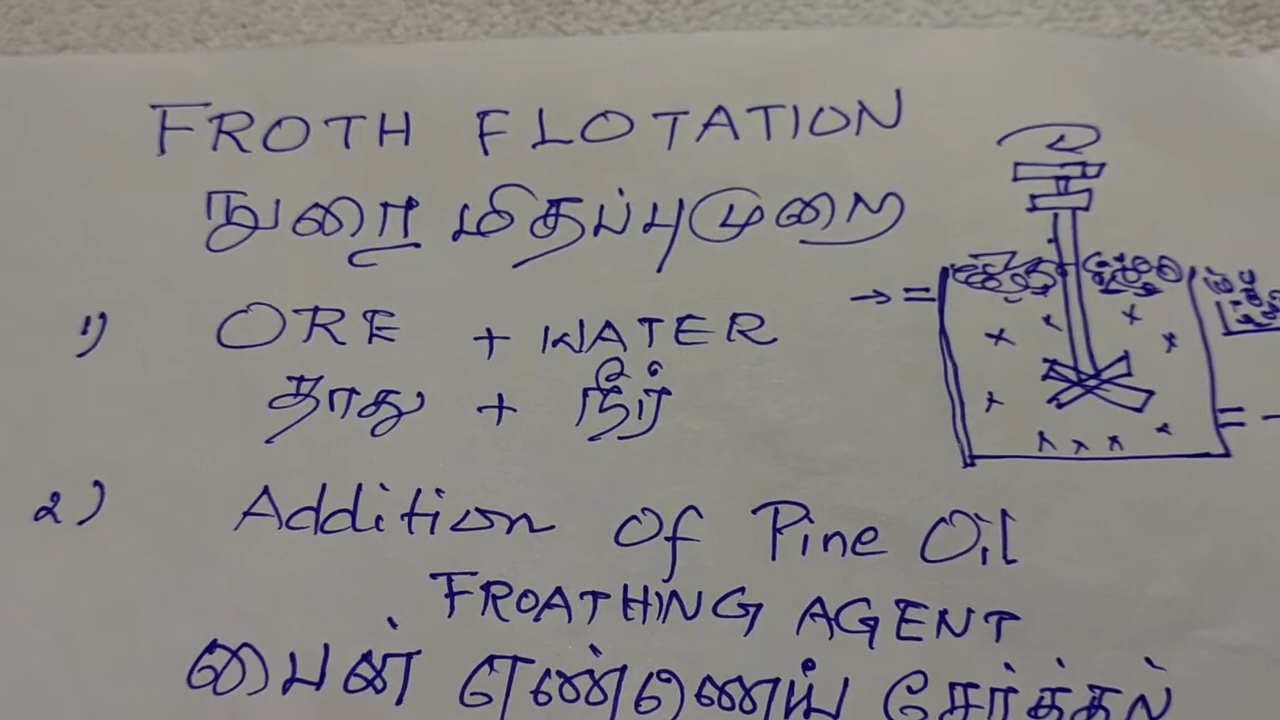 FROTH FLOTATION
நுரை மிதப்புமுறை
1) ORE + WATER
தாது + நீர்
2) Addition Of Pine Oil
FROATHING AGENT
பைன் எண்ணெய் சேர்த்தல்